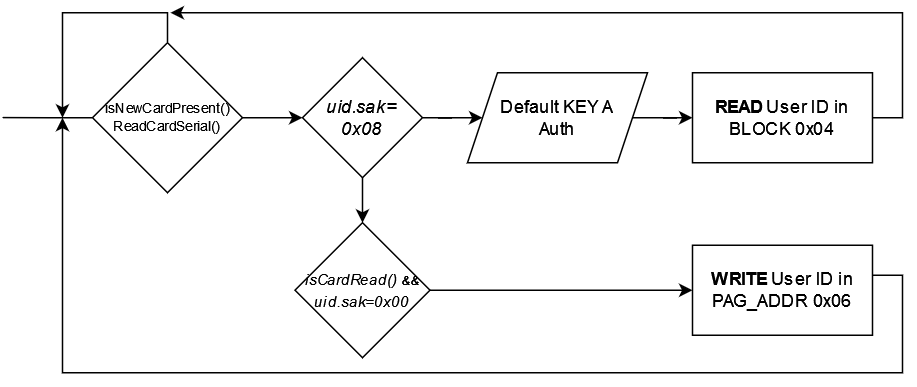 isNewCardPresent()
ReadCardSerial()
uid.sak=
0x08
Default KEY A
Auth
READ User ID in
BLOCK 0x04
isCardRead() &&
uid.sak=0x00
WRITE User ID in
PAG_ADDR 0x06